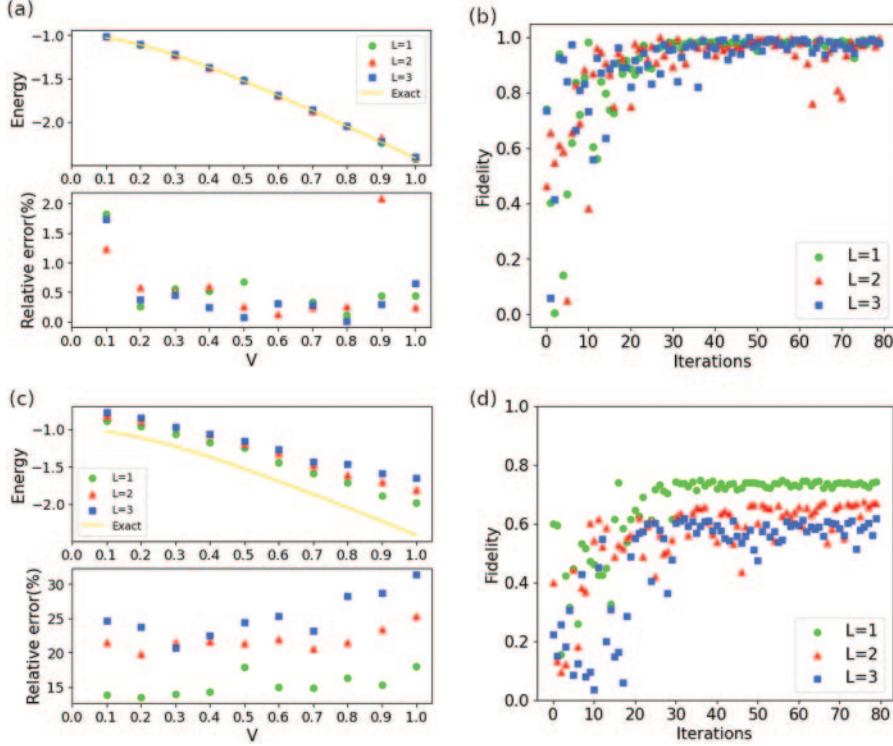 (a)
−1.0
−1.5
−2.0
Energy
L=1
L=2
L=3
Exact
0.0 0.1 0.2 0.3 0.4 0.5 0.6 0.7 0.8 0.9 1.0
2.0
1.5
1.0
0.5
0.0
Relative error(%)
0.0 0.1 0.2 0.3 0.4 0.5 0.6 0.7 0.8 0.9 1.0
V
(b)
1.0
0.8
0.6
0.4
0.2
0.0
Fidelity
L=1
L=2
L=3
0 10 20 30 40 50 60 70 80
Iterations
(c)
−1.0
−1.5
−2.0
Energy
L=1
L=2
L=3
Exact
0.0 0.1 0.2 0.3 0.4 0.5 0.6 0.7 0.8 0.9 1.0
30
25
20
15
Relative error(%)
0.0 0.1 0.2 0.3 0.4 0.5 0.6 0.7 0.8 0.9 1.0
V
(d)
1.0
0.8
0.6
0.4
0.2
0.0
Fidelity
L=1
L=2
L=3
0 10 20 30 40 50 60 70 80
Iterations